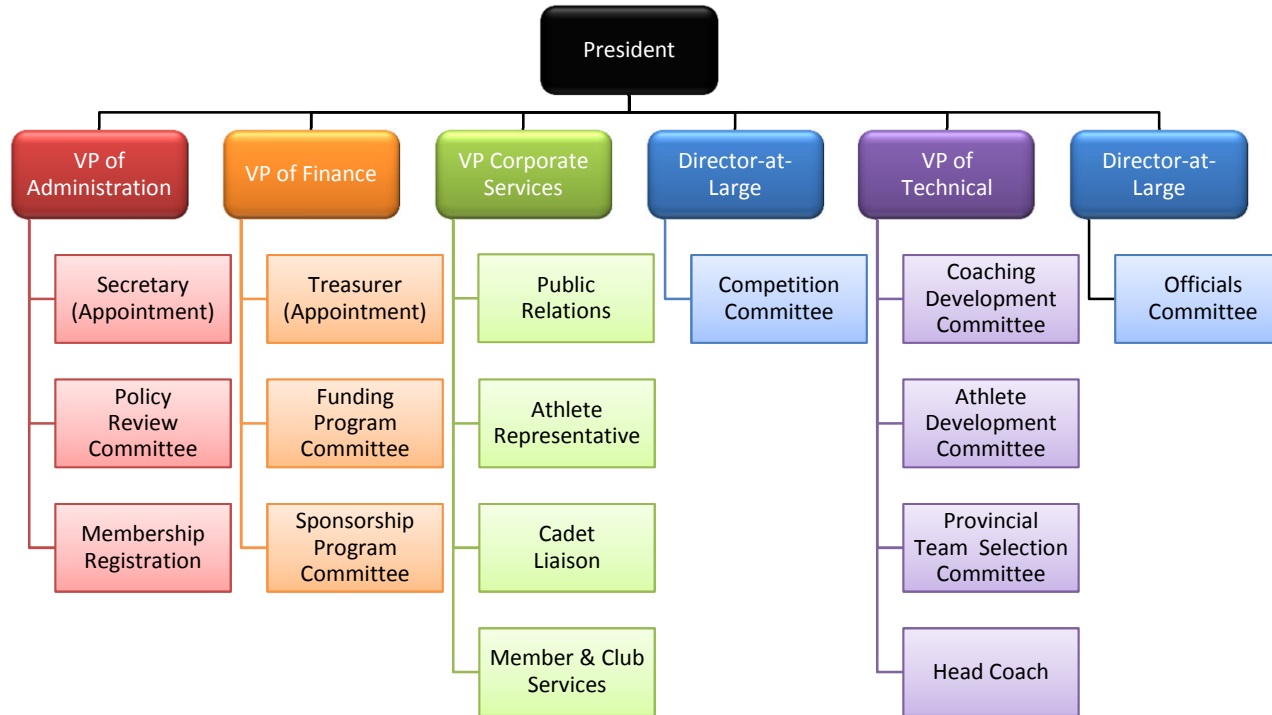 President
VP of
Administration
VP of Finance
VP Corporate
Services
Director-at-
Large
VP of
Technical
Director-at-
Large
Secretary
(Appointment)
Treasurer
(Appointment)
Public
Relations
Competition
Committee
Coaching
Development
Committee
Officials
Committee
Policy
Review
Committee
Funding
Program
Committee
Athlete
Representative
Athlete
Development
Committee
Membership
Registration
Sponsorship
Program
Committee
Cadet
Liaison
Provincial
Team Selection
Committee
Member & Club
Services
Head Coach